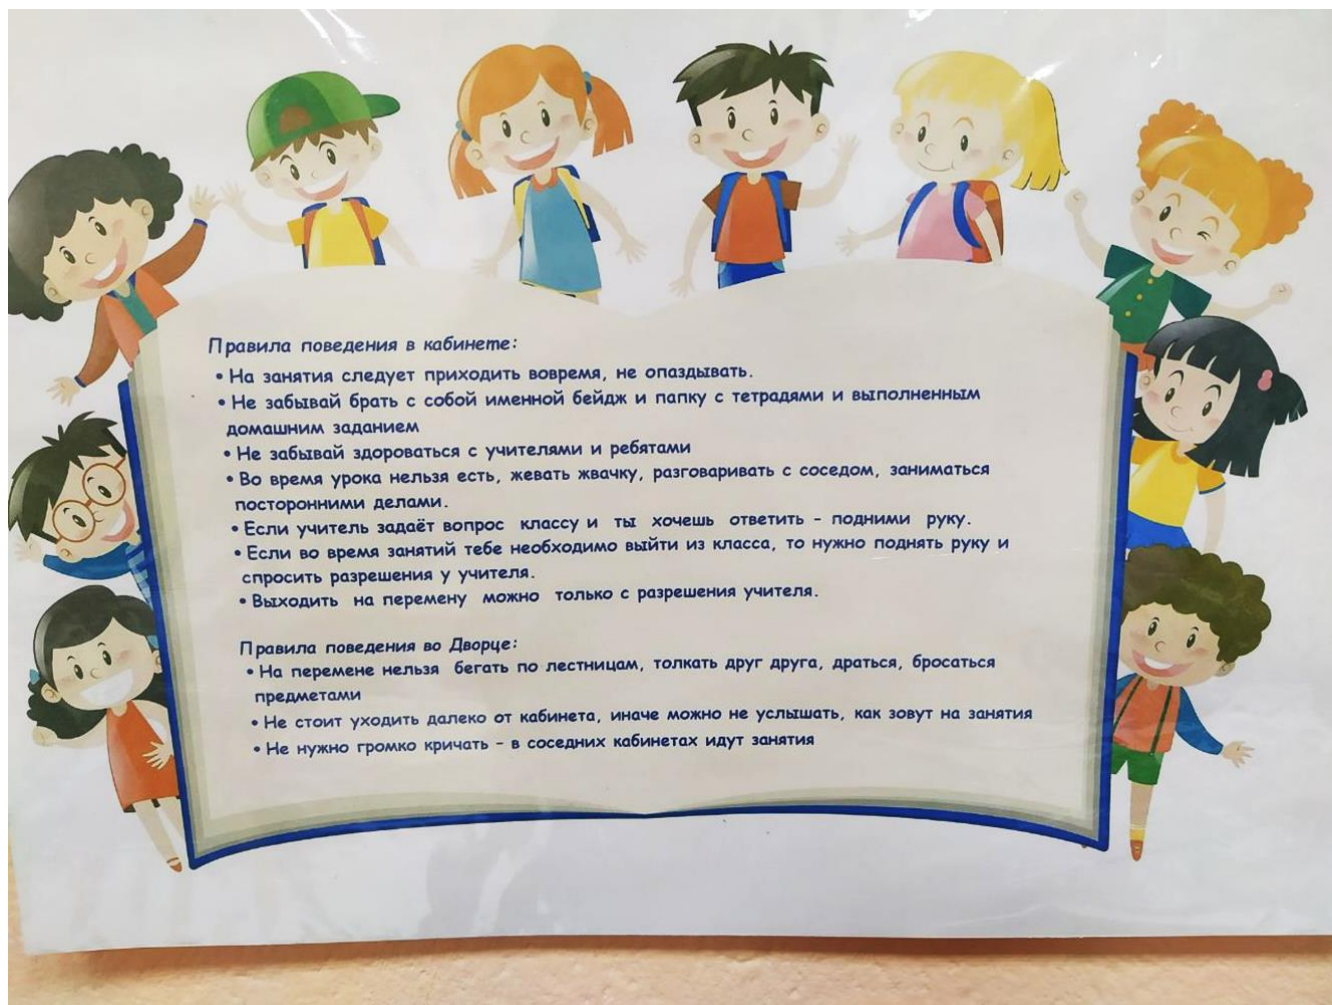 Правила поведения в кабинете:
• На занятия следует приходить вовремя, не опаздывать.
• Не забывай брать с собой именной бейдж и папку с тетрадями и выполненным
домашним заданием
• Не забывай здороваться с учителями и ребятами
• Во время урока нельзя есть, жевать жвачку, разговаривать с соседом, заниматься
посторонними делами.
• Если учитель задаёт вопрос классу и ты хочешь ответить - подними руку.
• Если во время занятий тебе необходимо выйти из класса, то нужно поднять руку и
спросить разрешения у учителя.
• Выходить на перемену можно только с разрешения учителя.
Правила поведения во Дворце:
• На перемене нельзя бегать по лестницам, толкать друг друга, драться, бросаться
предметами
• Не стоит уходить далеко от кабинета, иначе можно не услышать, как зовут на занятия
• Не нужно громко кричать - в соседних кабинетах идут занятия